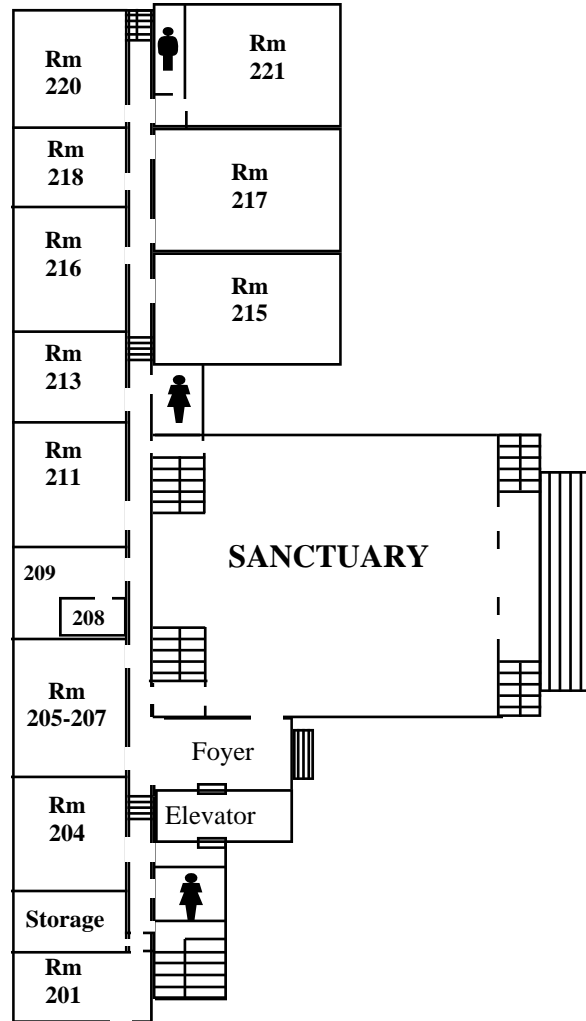 Rm
220
Rm
221
Rm
218
Rm
217
Rm
216
Rm
215
Rm
213
Rm
211
SANCTUARY
209
208
Rm
205-207
Foyer
Elevator
Rm
204
Storage
Rm
201